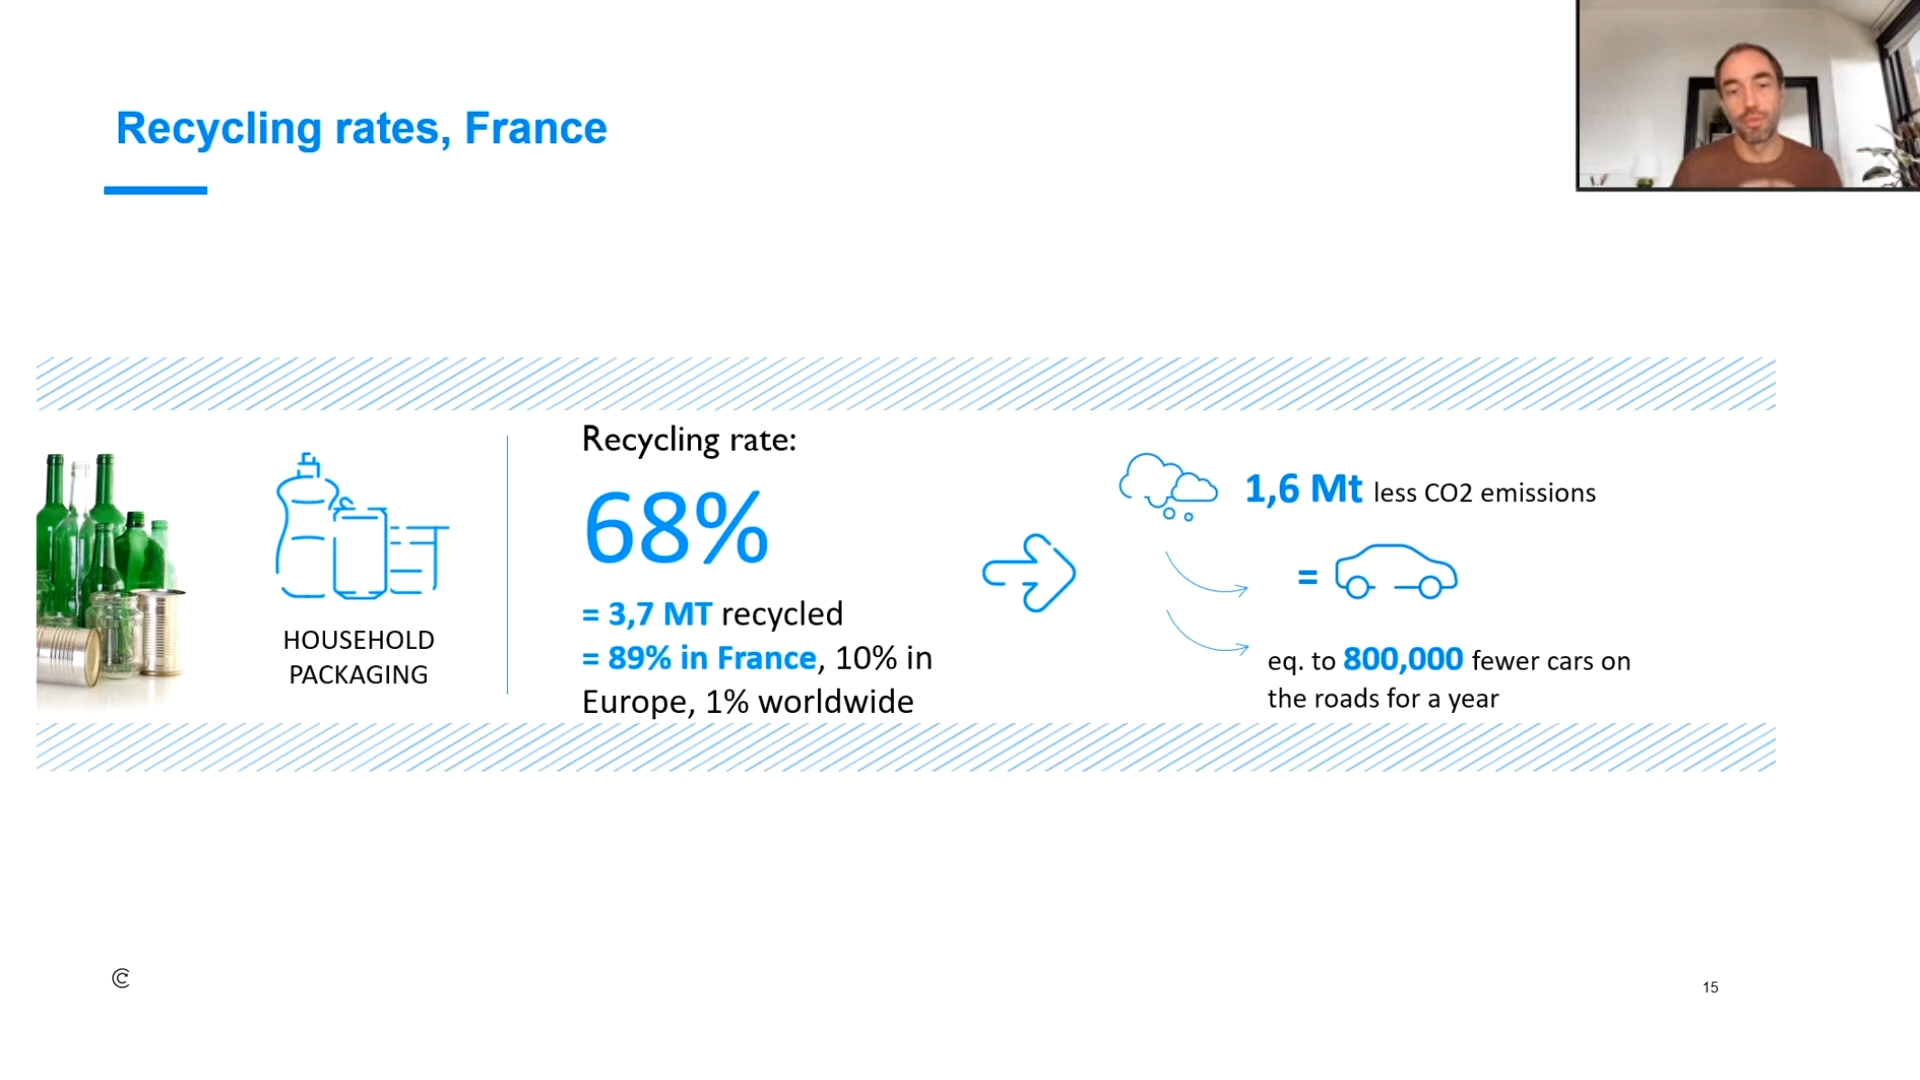 Recycling rates, France
HOUSEHOLD
PACKAGING
Recycling rate:
68%
= 3,7 MT recycled
= 89% in France, 10% in
Europe, 1% worldwide
1,6 Mt less CO2 emissions
=
eq. to 800,000 fewer cars on
the roads for a year
15